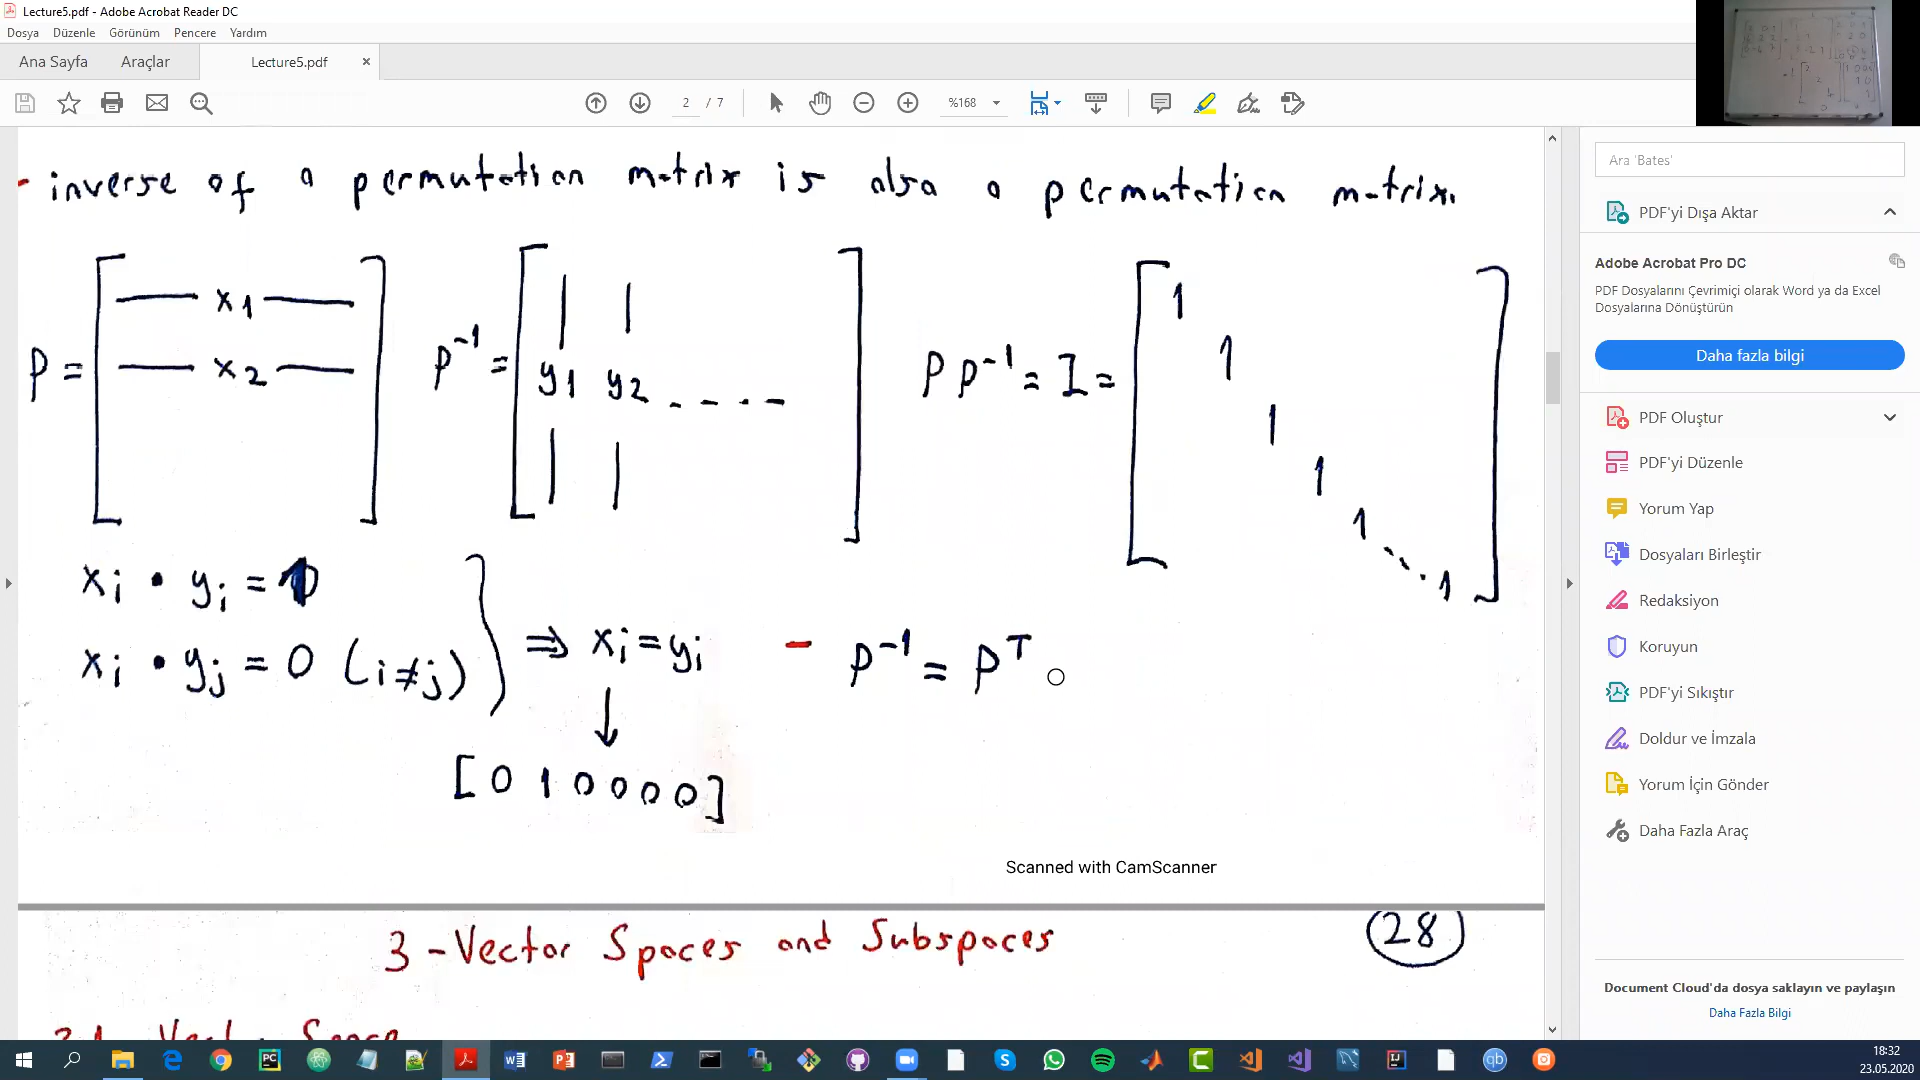 Lecture5.pdf - Adobe Acrobat Reader DC
Dosya Düzenle Görünüm Pencere Yardım
Ana Sayfa Araçlar Lecture5.pdf ×
2 / 7 %168
- inverse of a permutation matrix is also a permutation matrix.
P = [ — x1 — — x2 — ] P⁻¹ = [ y1 y2 - - - - ] P P⁻¹ = I = [ 1 1 1 1 1 ... 1 ]
xi • yi = 1
xi • yj = 0 (i≠j) } ⇒ xi = yi - P⁻¹ = Pᵀ
↓
[ 0 1 0 0 0 0 ]
Scanned with CamScanner
3 - Vector Spaces and Subspaces 28
Vector Space
Ara 'Bates'
PDF'yi Dışa Aktar
Adobe Acrobat Pro DC
PDF Dosyalarını Çevrimiçi olarak Word ya da Excel
Dosyalarına Dönüştürün
Daha fazla bilgi
PDF Oluştur
PDF'yi Düzenle
Yorum Yap
Dosyaları Birleştir
Redaksiyon
Koruyun
PDF'yi Sıkıştır
Doldur ve İmzala
Yorum İçin Gönder
Daha Fazla Araç
Document Cloud'da dosya saklayın ve paylaşın
Daha Fazla Bilgi
18:32
23.05.2020